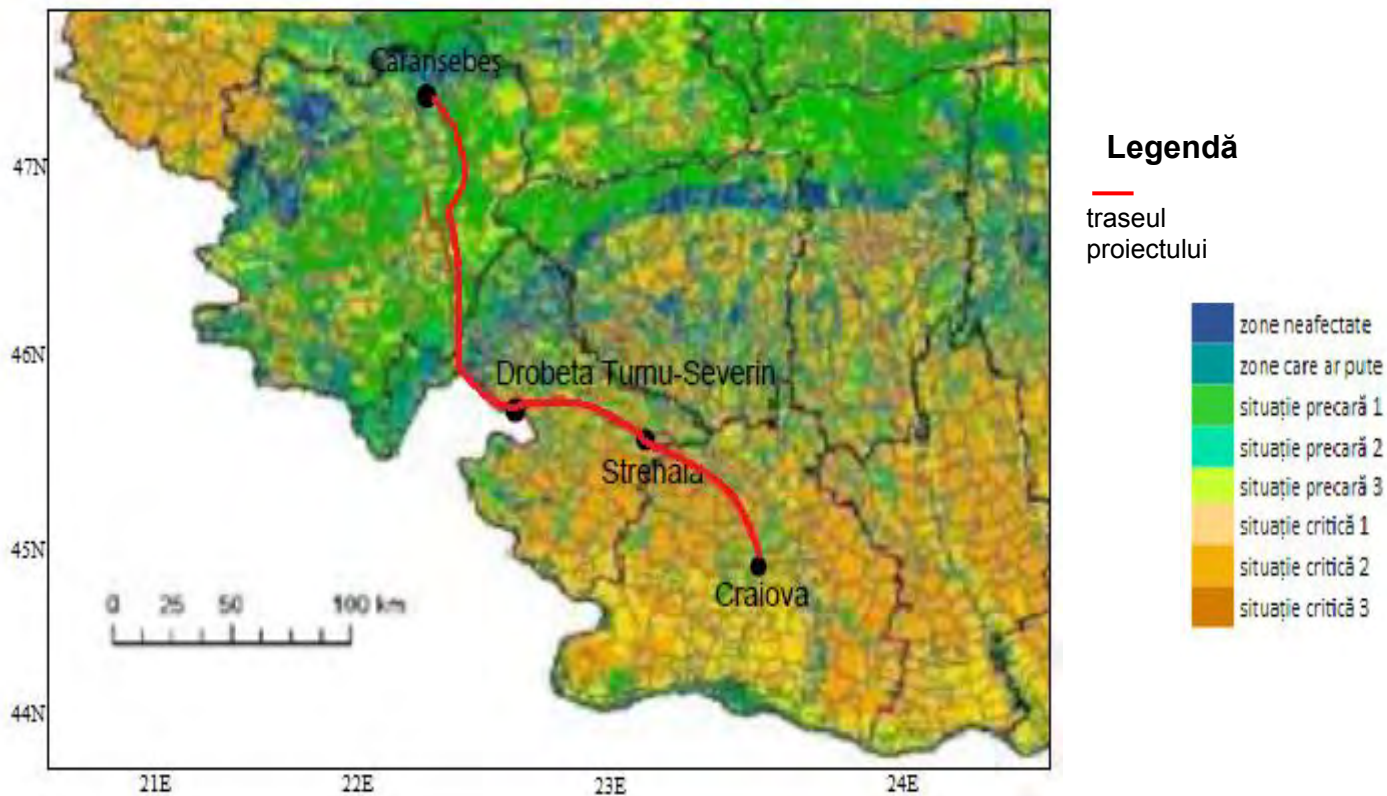 Caransebeş
47N
46N
Drobeta Turnu-Severin
Strehaia
45N
Craiova
0 25 50 100 km
44N
21E 22E 23E 24E
Legendă
traseul
proiectului
zone neafectate
zone care ar pute
situație precară 1
situație precară 2
situație precară 3
situație critică 1
situație critică 2
situație critică 3